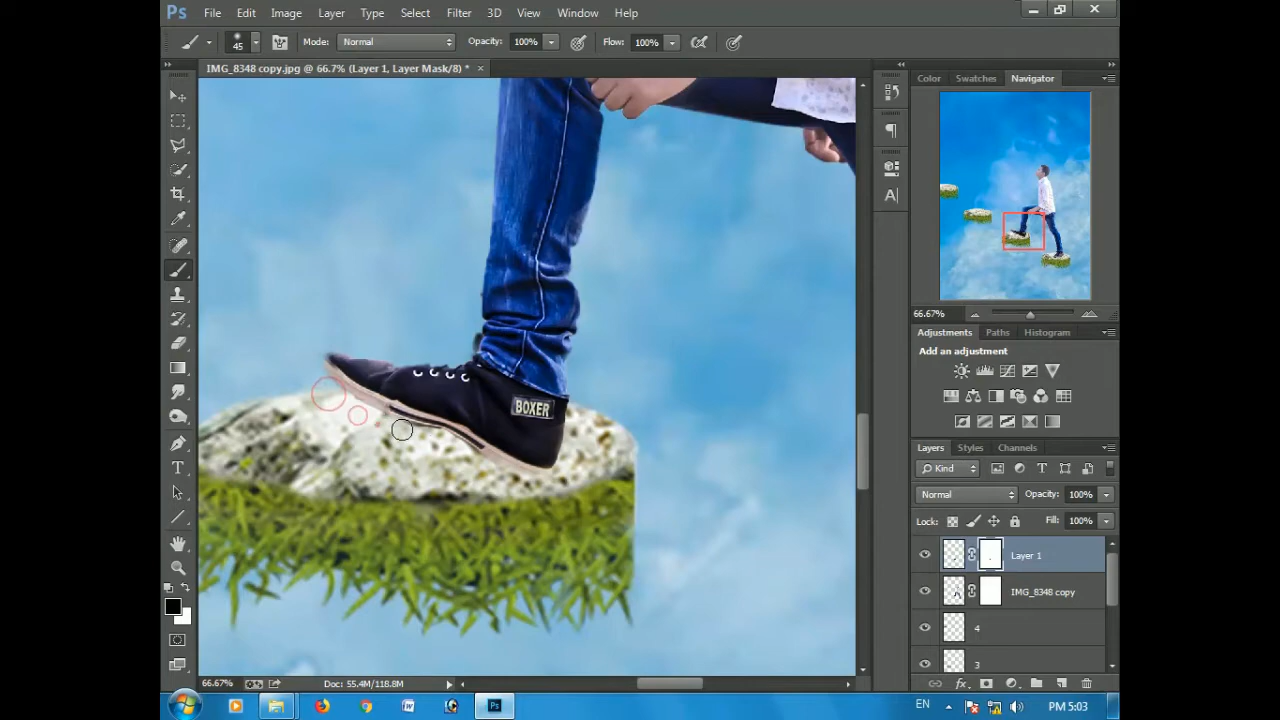 Ps File Edit Image Layer Type Select Filter 3D View Window Help
45 Mode: Normal Opacity: 100% Flow: 100%
IMG_8348 copy.jpg @ 66.7% (Layer 1, Layer Mask/8) *
Color Swatches Navigator
66.67%
Adjustments Paths Histogram
Add an adjustment
BOXER
Layers Styles Channels
Kind
Normal Opacity: 100%
Lock: Fill: 100%
Layer 1
IMG_8348 copy
4
3
fx
66.67% Doc: 55.4M/118.8M
EN PM 5:03